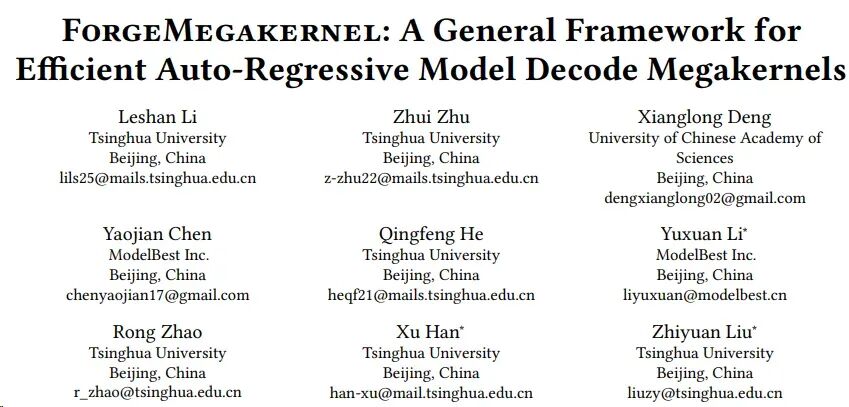 FORGEMEGAKERNEL: A General Framework for
Efficient Auto-Regressive Model Decode Megakernels
Leshan Li
Tsinghua University
Beijing, China
lils25@mails.tsinghua.edu.cn
Zhui Zhu
Tsinghua University
Beijing, China
z-zhu22@mails.tsinghua.edu.cn
Xianglong Deng
University of Chinese Academy of
Sciences
Beijing, China
dengxianglong02@gmail.com
Yaojian Chen
ModelBest Inc.
Beijing, China
chenyaojian17@gmail.com
Qingfeng He
Tsinghua University
Beijing, China
heqf21@mails.tsinghua.edu.cn
Yuxuan Li*
ModelBest Inc.
Beijing, China
liyuxuan@modelbest.cn
Rong Zhao
Tsinghua University
Beijing, China
r_zhao@tsinghua.edu.cn
Xu Han*
Tsinghua University
Beijing, China
han-xu@mail.tsinghua.edu.cn
Zhiyuan Liu*
Tsinghua University
Beijing, China
liuzy@tsinghua.edu.cn